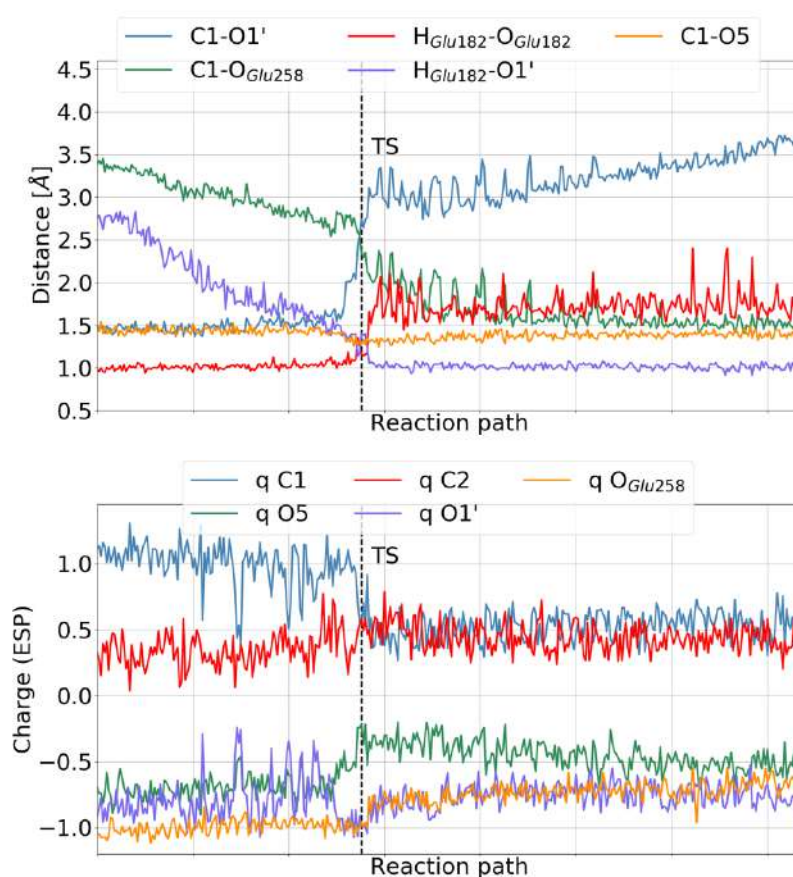 C1-O1' H_Glu182-O_Glu182 C1-O5
C1-O_Glu258 H_Glu182-O1'
4.5
4.0
3.5
3.0
2.5
2.0
1.5
1.0
0.5
Distance [Å]
TS
Reaction path
q C1 q C2 q O_Glu258
q O5 q O1'
1.0
0.5
0.0
−0.5
−1.0
Charge (ESP)
TS
Reaction path